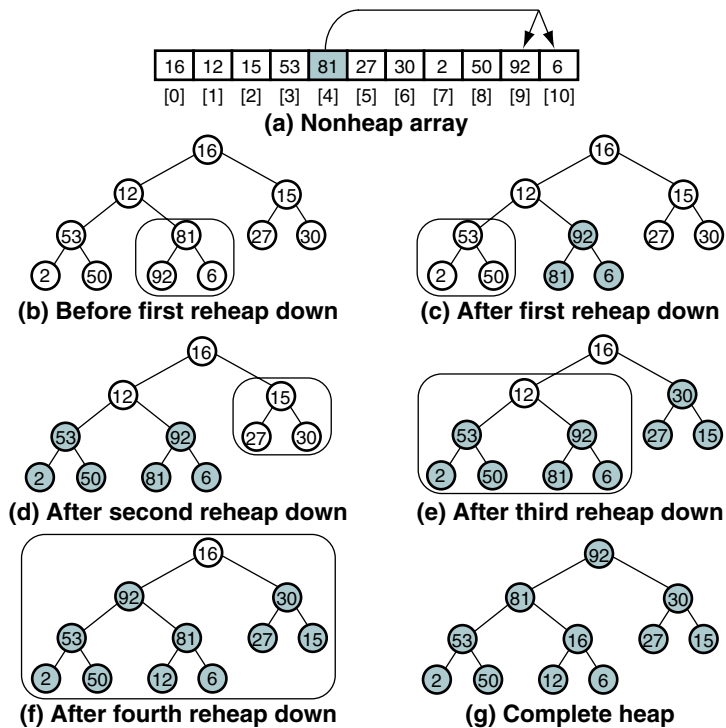 16 12 15 53 81 27 30 2 50 92 6
[0] [1] [2] [3] [4] [5] [6] [7] [8] [9] [10]
(a) Nonheap array
16
12 15
53 81 27 30
2 50 92 6
(b) Before first reheap down
16
12 15
53 92 27 30
2 50 81 6
(c) After first reheap down
16
12 15
53 92 27 30
2 50 81 6
(d) After second reheap down
16
12 30
53 92 27 15
2 50 81 6
(e) After third reheap down
16
92 30
53 81 27 15
2 50 12 6
(f) After fourth reheap down
92
81 30
53 16 27 15
2 50 12 6
(g) Complete heap